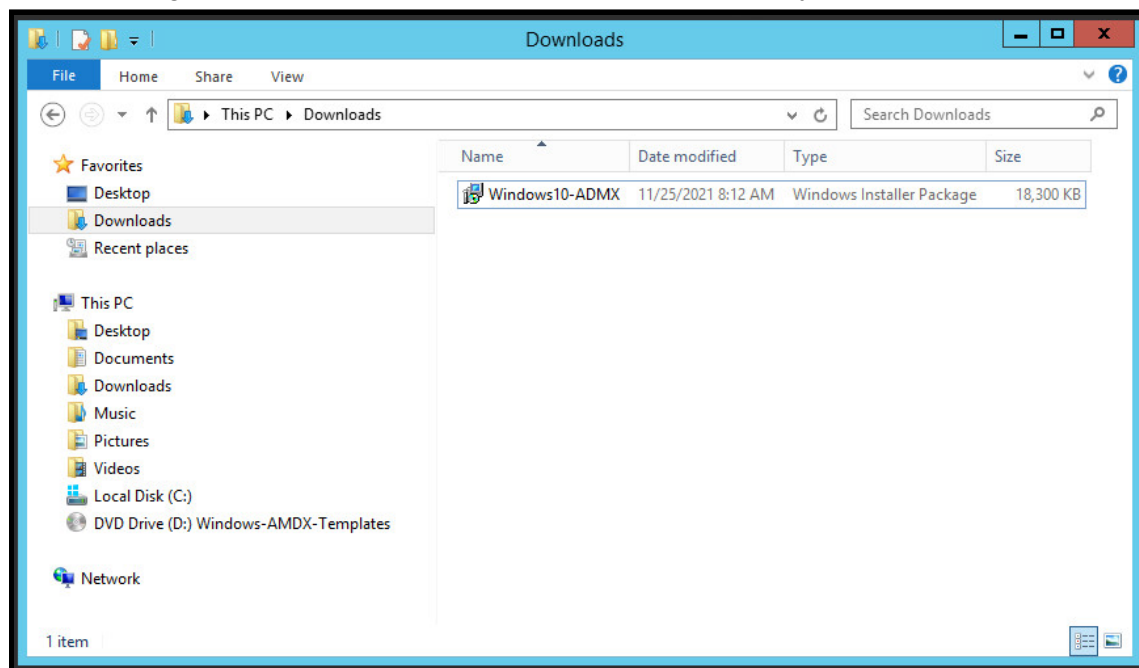 Downloads
File Home Share View
This PC Downloads
Search Downloads
Name Date modified Type Size
Windows10-ADMX 11/25/2021 8:12 AM Windows Installer Package 18,300 KB
Favorites
Desktop
Downloads
Recent places
This PC
Desktop
Documents
Downloads
Music
Pictures
Videos
Local Disk (C:)
DVD Drive (D:) Windows-AMDX-Templates
Network
1 item